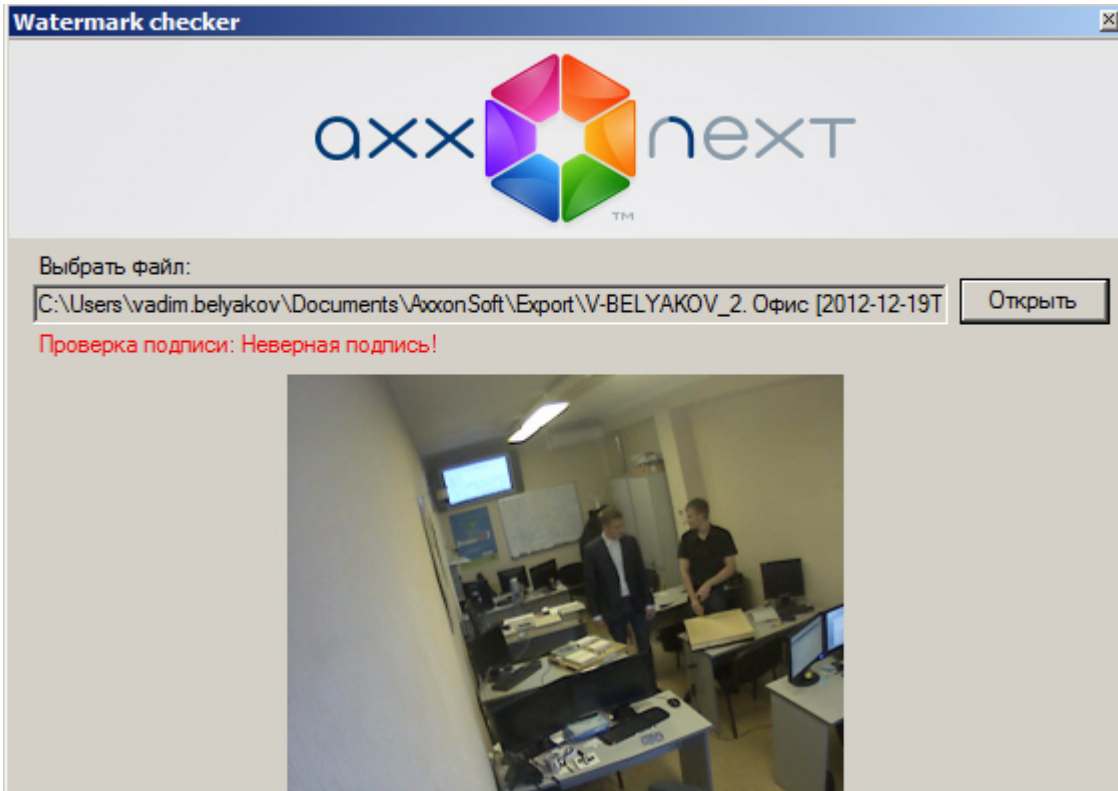 Watermark checker
axx next
TM
Выбрать файл:
C:\Users\vadim.belyakov\Documents\AxxonSoft\Export\V-BELYAKOV_2. Офис [2012-12-19T
Открыть
Проверка подписи: Неверная подпись!